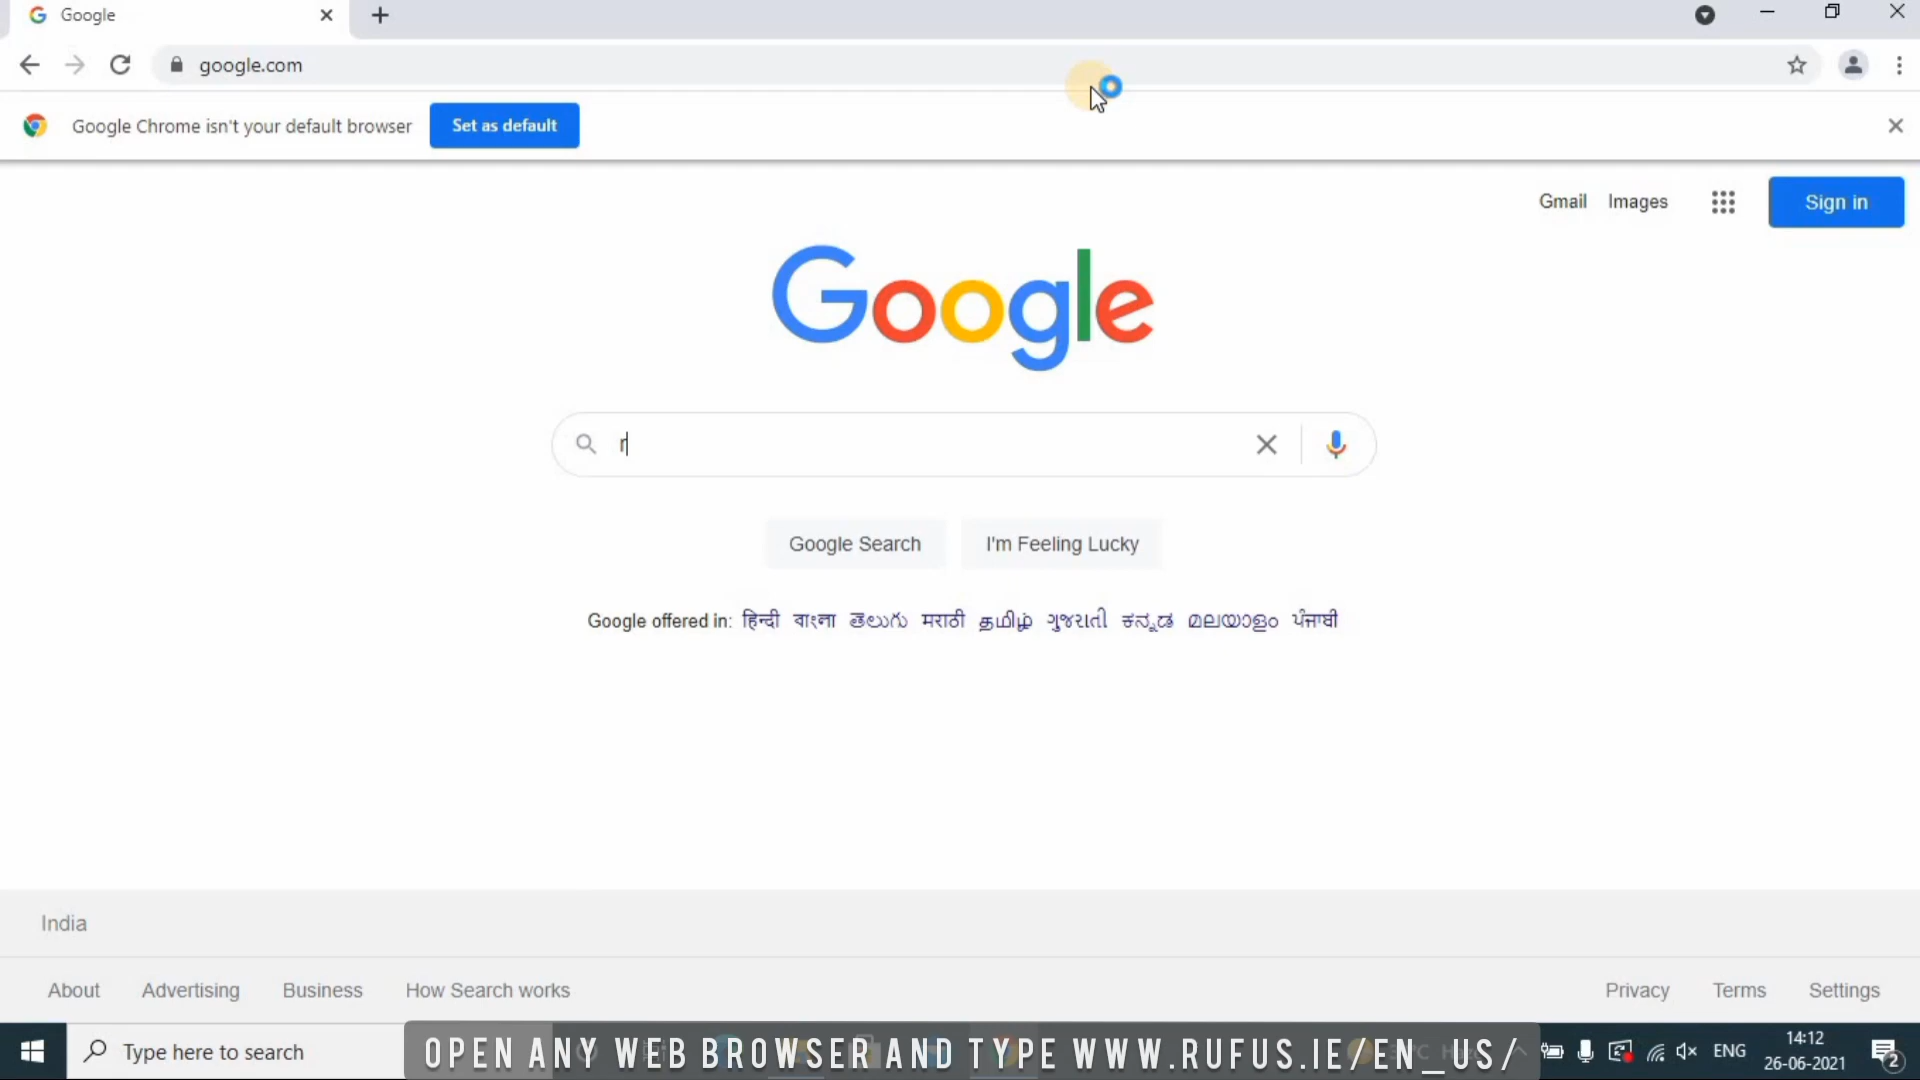 Google
google.com
Google Chrome isn't your default browser Set as default
Gmail Images Sign in
Google
r
Google Search I'm Feeling Lucky
Google offered in: हिन्दी বাংলা తెలుగు मराठी தமிழ் ગુજરાતી ಕನ್ನಡ മലയാളം ਪੰਜਾਬੀ
India
About Advertising Business How Search works Privacy Terms Settings
Type here to search
OPEN ANY WEB BROWSER AND TYPE WWW.RUFUS.IE/EN_US/
ENG
14:12
26-06-2021
2